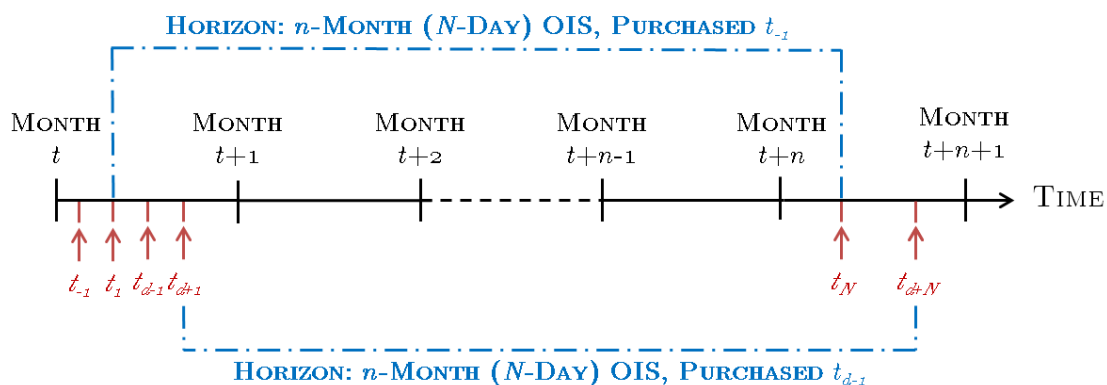 HORIZON: n-MONTH (N-DAY) OIS, PURCHASED t-1
MONTH t
MONTH t+1
MONTH t+2
MONTH t+n-1
MONTH t+n
MONTH t+n+1
TIME
t-1 t1 td-1 td+1 tN td+N
HORIZON: n-MONTH (N-DAY) OIS, PURCHASED td-1